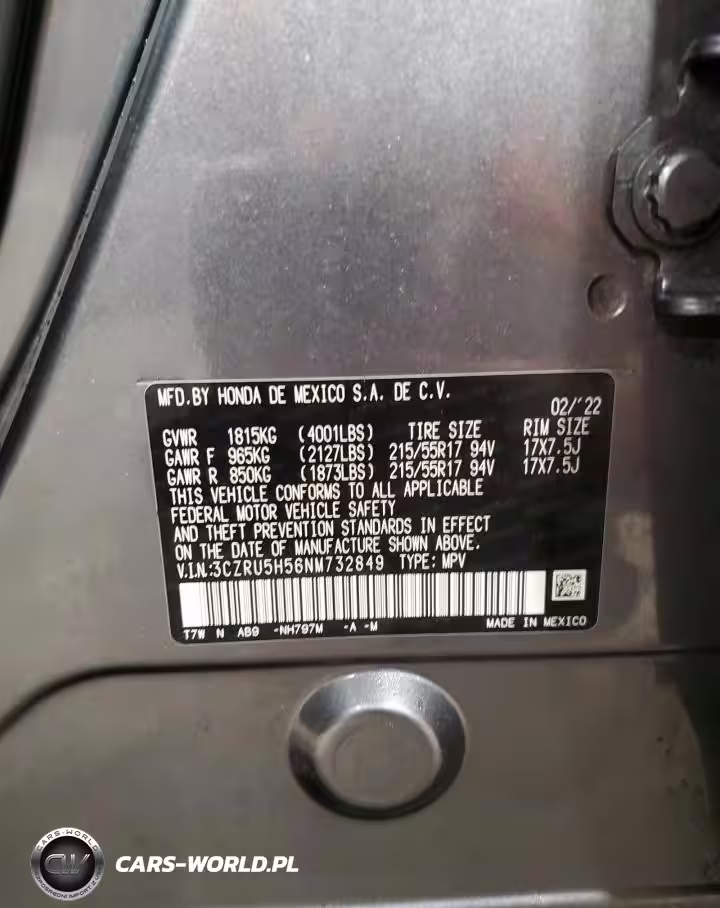 MFD.BY HONDA DE MEXICO S.A. DE C.V.
02/'22
GVWR 1815KG (4001LBS) TIRE SIZE RIM SIZE
GAWR F 965KG (2127LBS) 215/55R17 94V 17X7.5J
GAWR R 850KG (1873LBS) 215/55R17 94V 17X7.5J
THIS VEHICLE CONFORMS TO ALL APPLICABLE
FEDERAL MOTOR VEHICLE SAFETY
AND THEFT PREVENTION STANDARDS IN EFFECT
ON THE DATE OF MANUFACTURE SHOWN ABOVE.
V.I.N:3CZRU5H56NM732849 TYPE: MPV
T7W N AB9 -NH797M -A -M MADE IN MEXICO
CARS-WORLD
CW
CARS-WORLD.PL